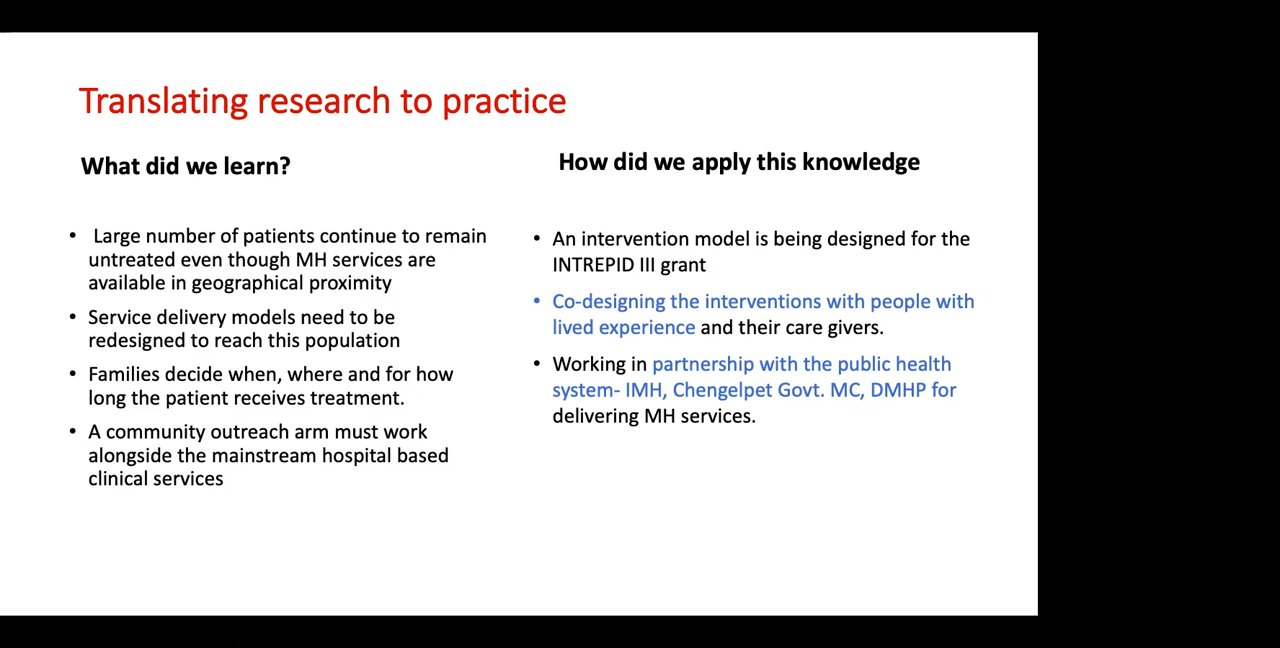 Translating research to practice
What did we learn?
• Large number of patients continue to remain
untreated even though MH services are
available in geographical proximity
• Service delivery models need to be
redesigned to reach this population
• Families decide when, where and for how
long the patient receives treatment.
• A community outreach arm must work
alongside the mainstream hospital based
clinical services
How did we apply this knowledge
• An intervention model is being designed for the
INTREPID III grant
• Co-designing the interventions with people with
lived experience and their care givers.
• Working in partnership with the public health
system- IMH, Chengelpet Govt. MC, DMHP for
delivering MH services.